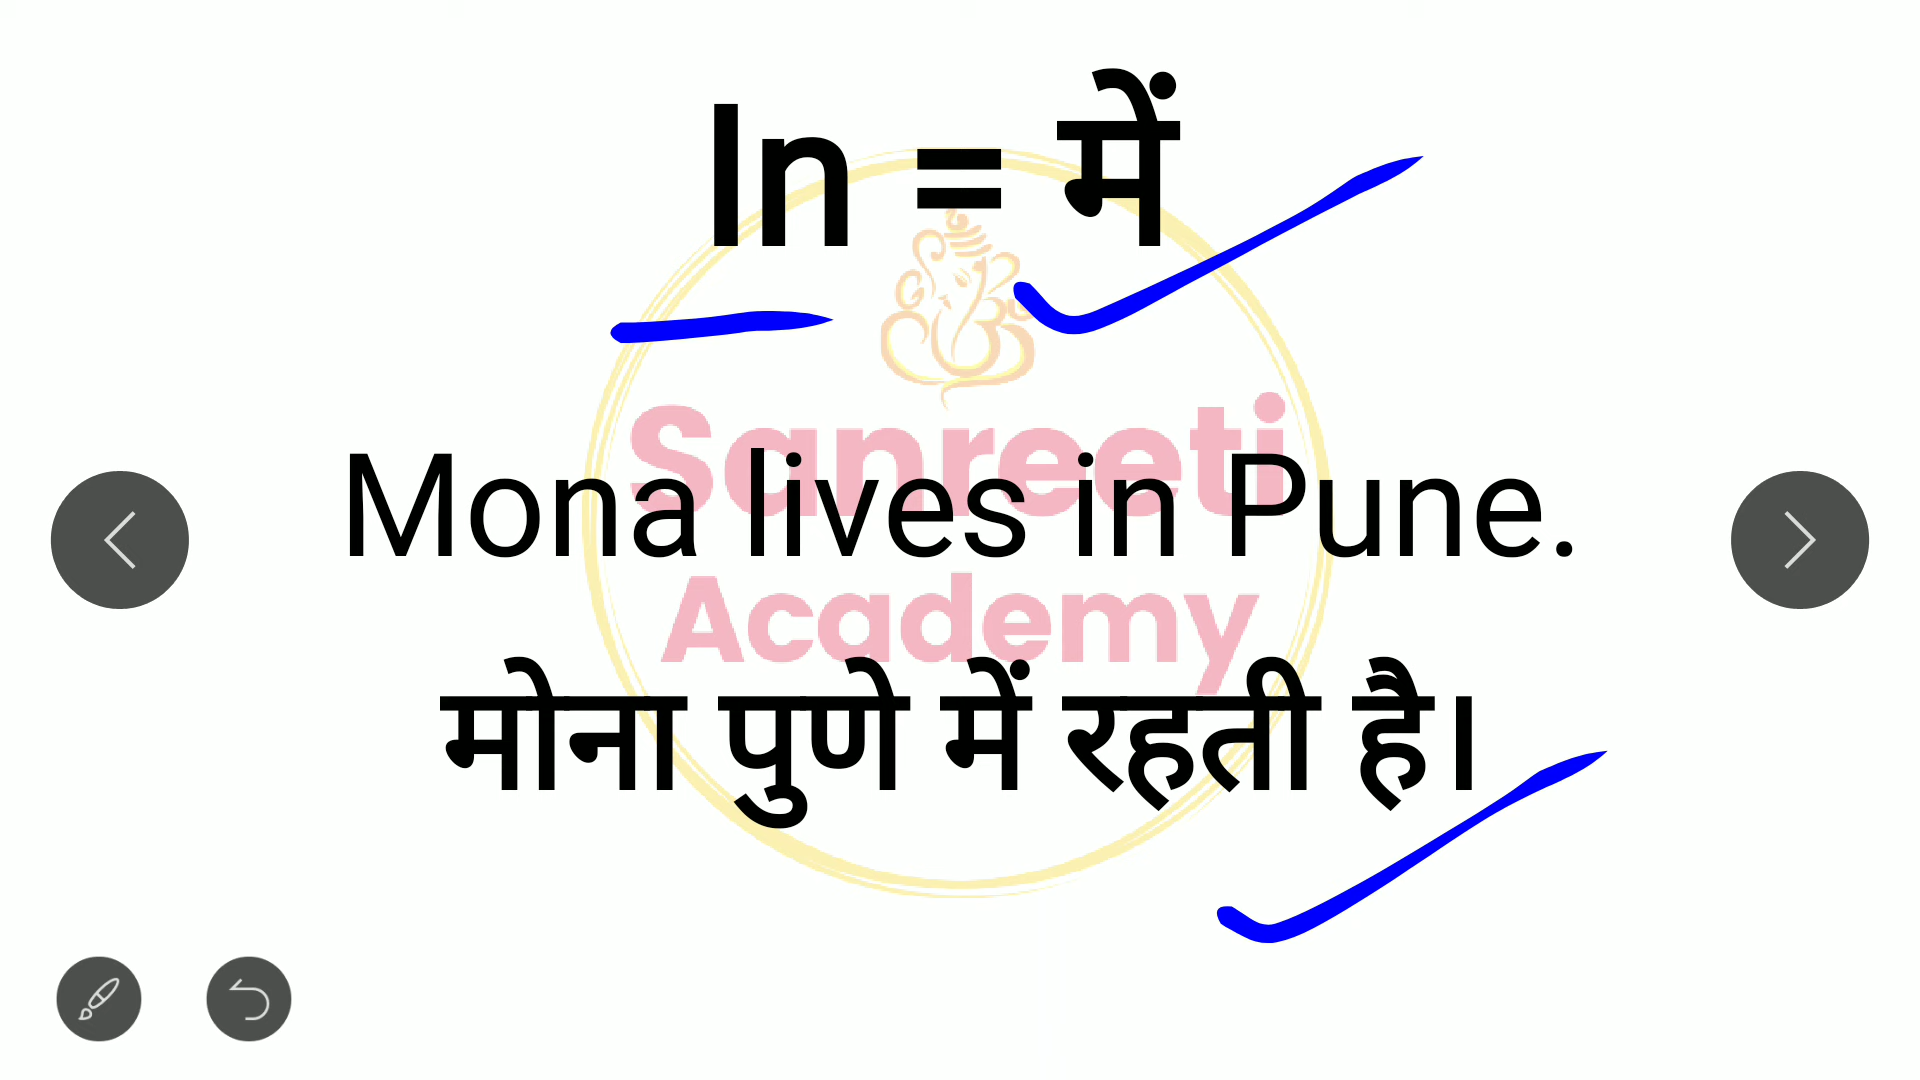 In = में
Sanreeti
Mona lives in Pune.
Academy
मोना पुणे में रहती है।